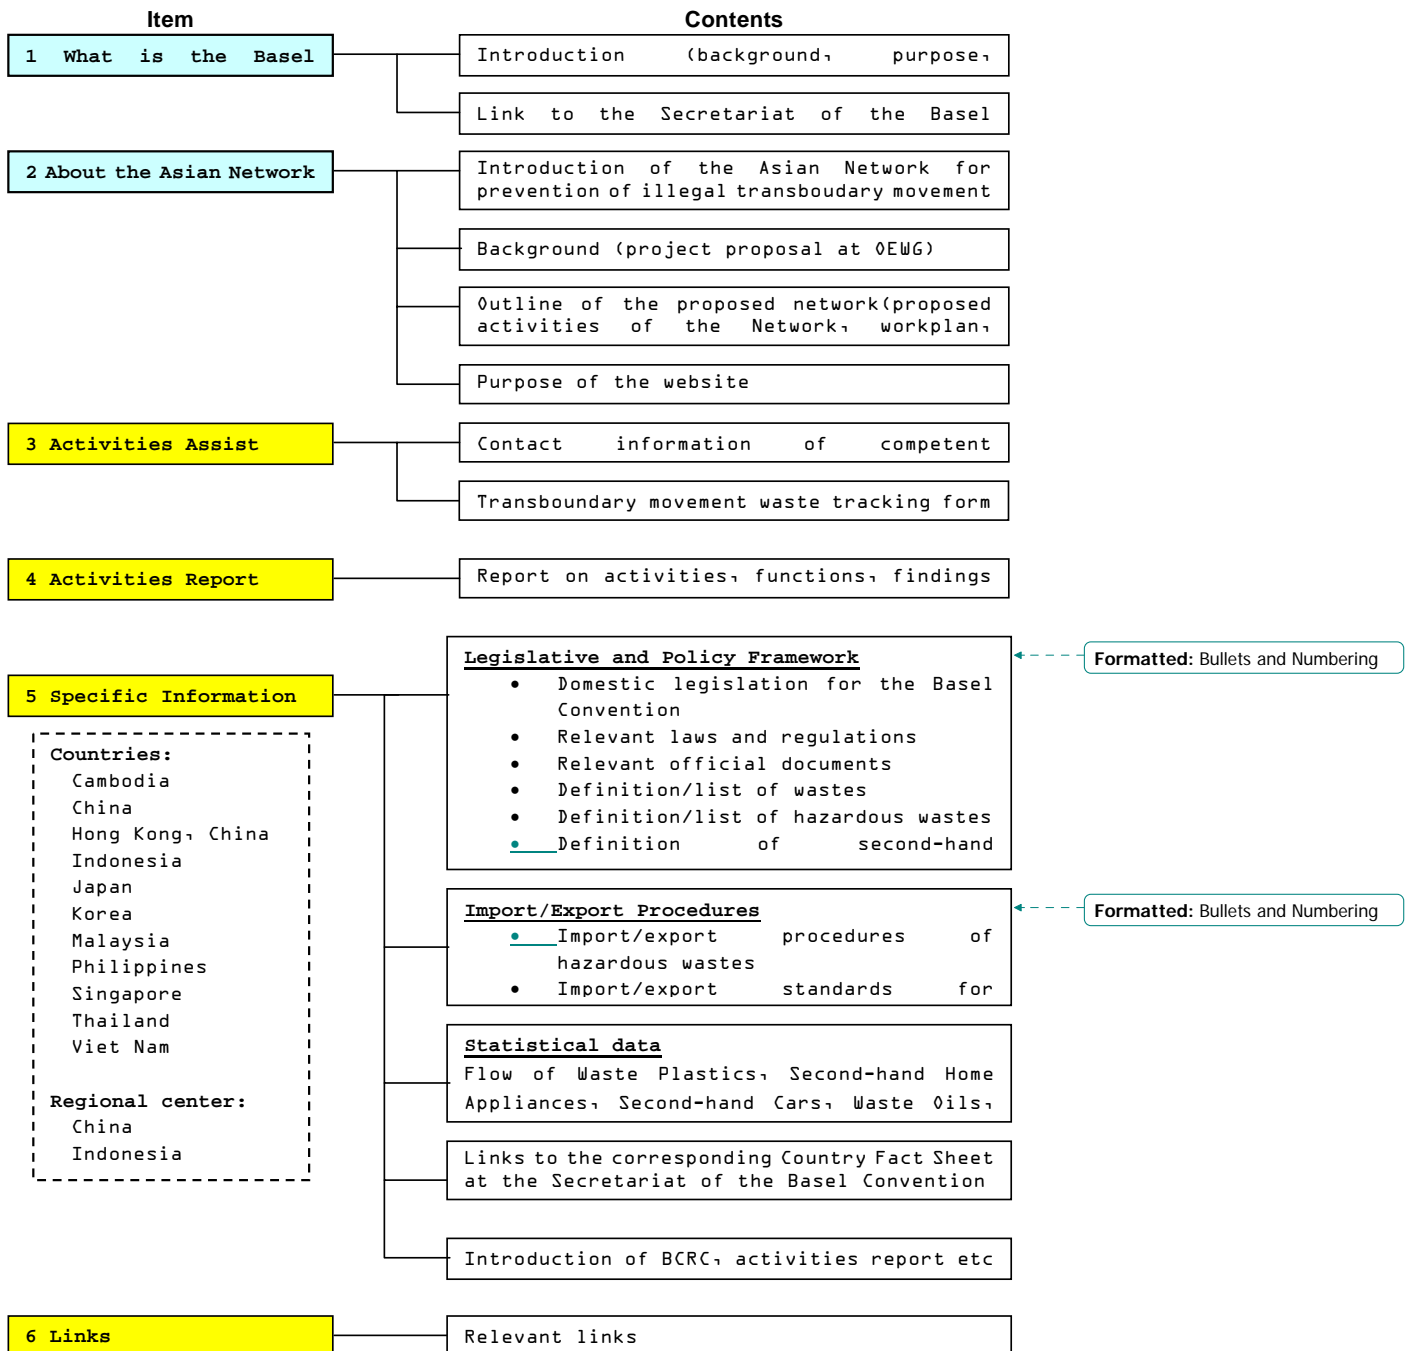 Item
Contents
1 What is the Basel
Introduction (background, purpose,
Link to the Secretariat of the Basel
2 About the Asian Network
Introduction of the Asian Network for
prevention of illegal transboudary movement
Background (project proposal at OEWG)
Outline of the proposed network(proposed
activities of the Network, workplan,
Purpose of the website
3 Activities Assist
Contact information of competent
Transboundary movement waste tracking form
4 Activities Report
Report on activities, functions, findings
5 Specific Information
Countries:
Cambodia
China
Hong Kong, China
Indonesia
Japan
Korea
Malaysia
Philippines
Singapore
Thailand
Viet Nam
Regional center:
China
Indonesia
Legislative and Policy Framework
• Domestic legislation for the Basel
Convention
• Relevant laws and regulations
• Relevant official documents
• Definition/list of wastes
• Definition/list of hazardous wastes
• Definition of second-hand
Formatted: Bullets and Numbering
Import/Export Procedures
• Import/export procedures of
hazardous wastes
• Import/export standards for
Formatted: Bullets and Numbering
Statistical data
Flow of Waste Plastics, Second-hand Home
Appliances, Second-hand Cars, Waste Oils,
Links to the corresponding Country Fact Sheet
at the Secretariat of the Basel Convention
Introduction of BCRC, activities report etc
6 Links
Relevant links